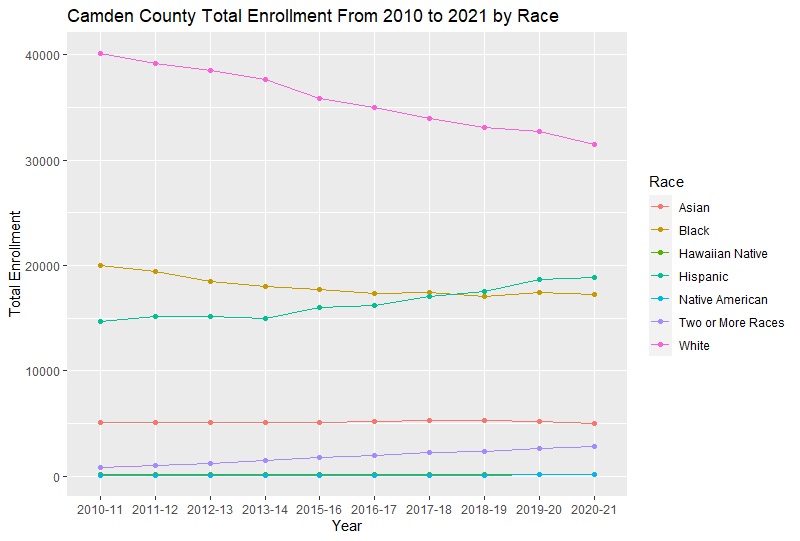 Camden County Total Enrollment From 2010 to 2021 by Race
Total Enrollment
40000
30000
20000
10000
0
2010-11 2011-12 2012-13 2013-14 2015-16 2016-17 2017-18 2018-19 2019-20 2020-21
Year
Race
Asian
Black
Hawaiian Native
Hispanic
Native American
Two or More Races
White